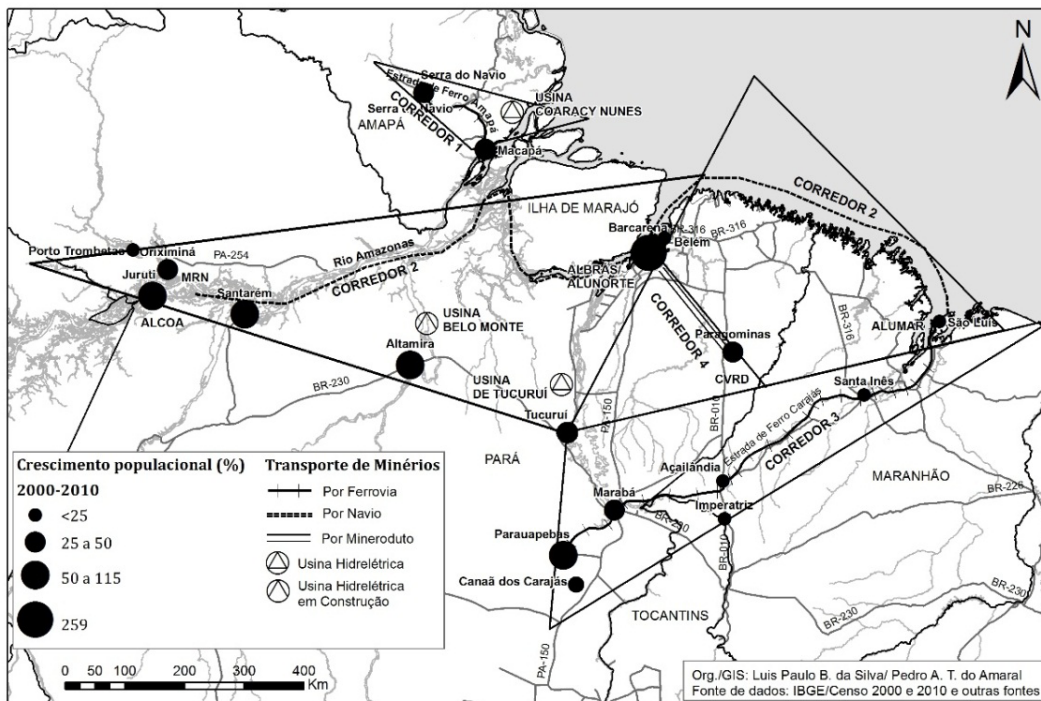 N
Serra do Navio
Estrada de Ferro Amapá
Serra do Navio
USINA
COARACY NUNES
AMAPÁ
CORREDOR 1
Macapá
ILHA DE MARAJÓ
CORREDOR 2
Barcarena
BR-316
BR-316
Belém
Porto Trombetas
Oriximiná
PA-254
Rio Amazonas
Juruti
MRN
CORREDOR 2
ALBRAS/
ALUNORTE
Santarém
ALCOA
USINA
BELO MONTE
CORREDOR 4
Paragominas
BR-316
ALUMAR
São Luís
Altamira
USINA
DE TUCURUÍ
CVRD
BR-230
Santa Inês
Tucuruí
PA-150
BR-010
Estrada de Ferro Carajás
CORREDOR 3
PARÁ
Açailândia
MARANHÃO
Marabá
BR-226
Imperatriz
BR-230
Parauapebas
BR-010
Canaã dos Carajás
TOCANTINS
BR-230
BR-230
PA-150
Crescimento populacional (%)
2000-2010
<25
25 a 50
50 a 115
259
Transporte de Minérios
Por Ferrovia
Por Navio
Por Mineroduto
Usina Hidrelétrica
Usina Hidrelétrica
em Construção
0 50 100 200 300 400
Km
Org./GIS: Luis Paulo B. da Silva/ Pedro A. T. do Amaral
Fonte de dados: IBGE/Censo 2000 e 2010 e outras fontes